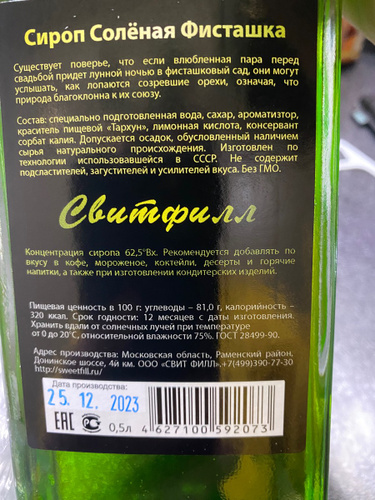 Сироп Солёная Фисташка
Существует поверье, что если влюбленная пара перед
свадьбой придет лунной ночью в фисташковый сад, они могут
услышать, как лопаются созревшие орехи, означая, что
природа благоклонна к их союзу.
Состав: специально подготовленная вода, сахар, ароматизтор,
краситель пищевой «Тархун», лимонная кислота, консервант
сорбат калия. Допускается осадок, обусловленный наличием
сырья натурального происхождения. Изготовлен по
технологии использовавшейся в СССР. Не содержит
подсластителей, загустителей и усилителей вкуса. Без ГМО.
Свитфилл
Концентрация сиропа 62,5°Вх. Рекомендуется добавлять по
вкусу в кофе, мороженое, коктейли, десерты и горячие
напитки, а также при изготовлении кондитерских изделий.
Пищевая ценность в 100 г: углеводы – 81,0 г, калорийность –
320 ккал. Срок годности: 12 месяцев с даты изготовления.
Хранить вдали от солнечных лучей при температуре
от 0 до 20°С, относительной влажности 75%. ГОСТ 28499-90.
Адрес производства: Московская область, Раменский район,
Донинское шоссе, 4й км. ООО «СВИТ ФИЛЛ».+7(499)390-77-30
http://sweetfill.ru/
Дата производства:
25. 12. 2023
EAC РС 0,5л 4 627100 592073